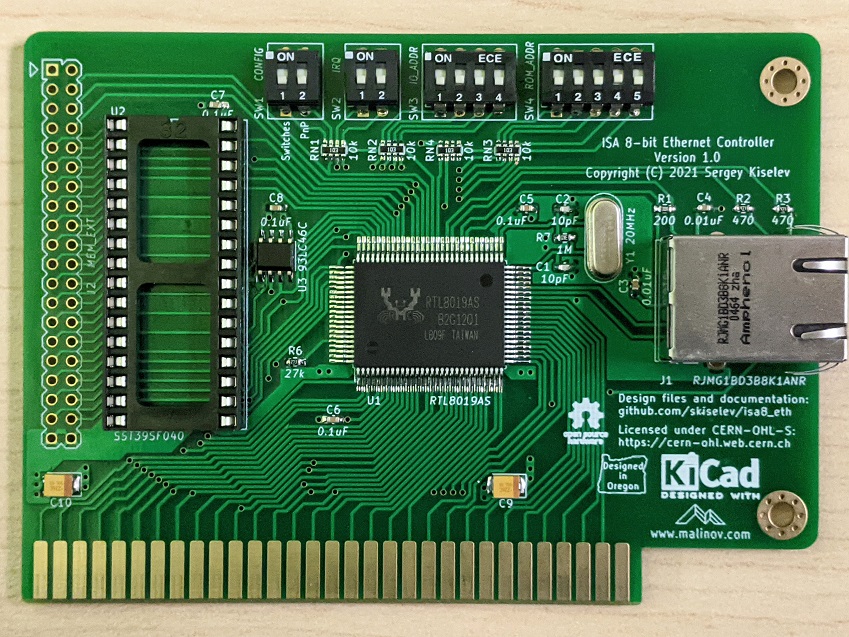 CONFIG
ON
1 2
SW1
Switches
PnP
IRQ
ON
1 2
SW2
IO_ADDR
ON ECE
1 2 3 4
SW3
ROM_ADDR
ON ECE
1 2 3 4 5
SW4
C7
0.1uF
U2
32
RN1 10k
RN2 10k
RN4 10k
RN3 10k
ISA 8-bit Ethernet Controller
Version 1.0
Copyright (C) 2021 Sergey Kiselev
C8
0.1uF
C5
0.1uF
C2
10pF
R1
200
C4
0.01uF
R2
470
R3
470
Y1 20MHz
C1
10pF
C3
0.01uF
MEM_EXT
J2
U3 93LC46C
RTL8019AS
B2G1201
L809F TAIWAN
RJMG1BD3B8K1ANR
0464 zha
Amphenol
R6
27k
U1
RTL8019AS
J1
RJMG1BD3B8K1ANR
C6
0.1uF
SST39SF040
Design files and documentation:
github.com/skiselev/isa8_eth
Licensed under CERN-OHL-S:
https://cern-ohl.web.cern.ch
open source
hardware
Designed
in
Oregon
KiCad
DESIGNED WITH
C10
C9
www.malinov.com